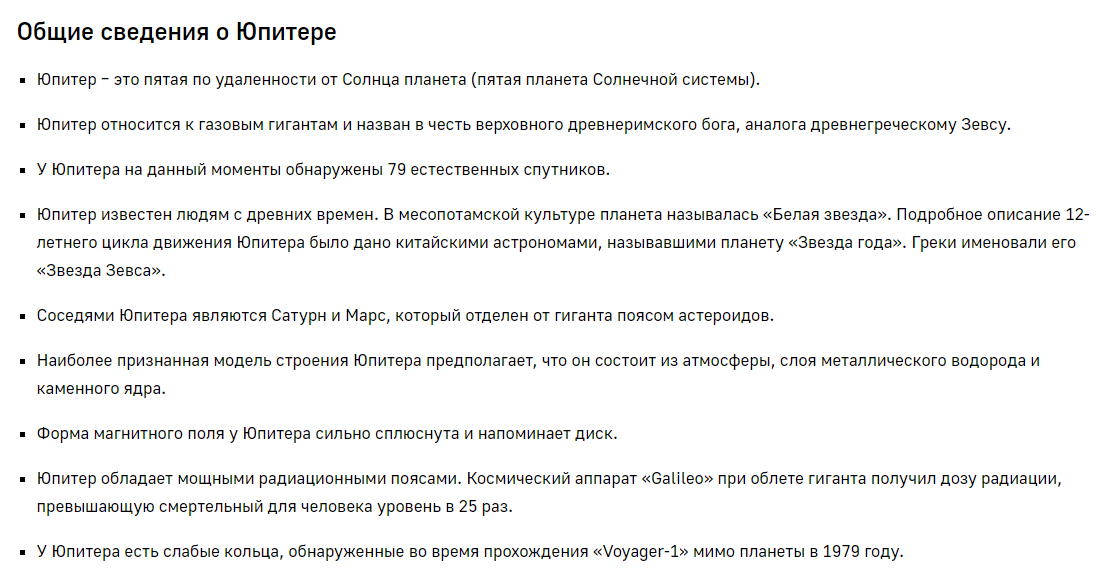 Общие сведения о Юпитере
Юпитер – это пятая по удаленности от Солнца планета (пятая планета Солнечной системы).
Юпитер относится к газовым гигантам и назван в честь верховного древнеримского бога, аналога древнегреческому Зевсу.
У Юпитера на данный моменты обнаружены 79 естественных спутников.
Юпитер известен людям с древних времен. В месопотамской культуре планета называлась «Белая звезда». Подробное описание 12-
летнего цикла движения Юпитера было дано китайскими астрономами, называвшими планету «Звезда года». Греки именовали его
«Звезда Зевса».
Соседями Юпитера являются Сатурн и Марс, который отделен от гиганта поясом астероидов.
Наиболее признанная модель строения Юпитера предполагает, что он состоит из атмосферы, слоя металлического водорода и
каменного ядра.
Форма магнитного поля у Юпитера сильно сплюснута и напоминает диск.
Юпитер обладает мощными радиационными поясами. Космический аппарат «Galileo» при облете гиганта получил дозу радиации,
превышающую смертельный для человека уровень в 25 раз.
У Юпитера есть слабые кольца, обнаруженные во время прохождения «Voyager-1» мимо планеты в 1979 году.